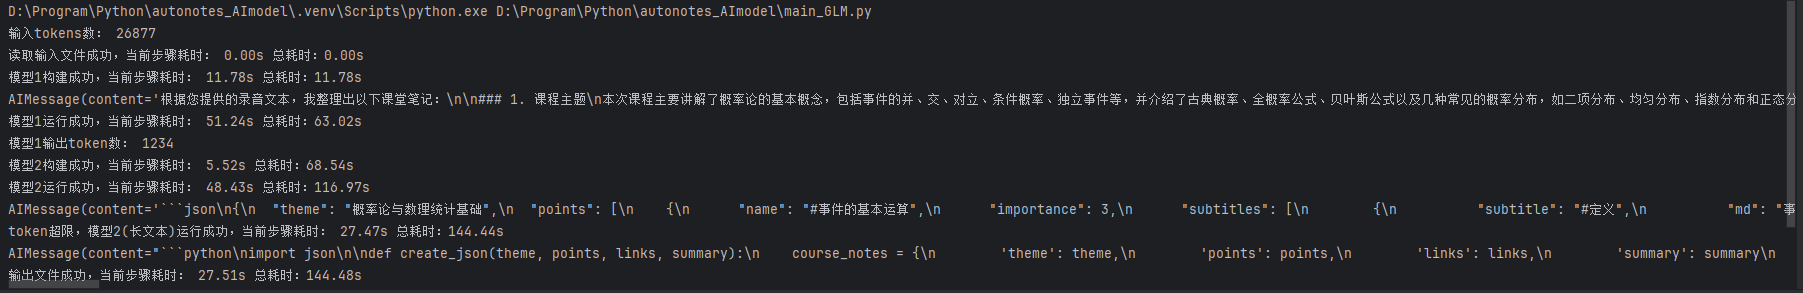 D:\Program\Python\autonotes_AImodel\.venv\Scripts\python.exe D:\Program\Python\autonotes_AImodel\main_GLM.py
输入tokens数： 26877
读取输入文件成功，当前步骤耗时： 0.00s 总耗时：0.00s
模型1构建成功，当前步骤耗时： 11.78s 总耗时：11.78s
AIMessage(content='根据您提供的录音文本，我整理出以下课堂笔记：\n\n### 1. 课程主题\n本次课程主要讲解了概率论的基本概念，包括事件的并、交、对立、条件概率、独立事件等，并介绍了古典概率、全概率公式、贝叶斯公式以及几种常见的概率分布，如二项分布、均匀分布、指数分布和正态分
模型1运行成功，当前步骤耗时： 51.24s 总耗时：63.02s
模型1输出token数： 1234
模型2构建成功，当前步骤耗时： 5.52s 总耗时：68.54s
模型2运行成功，当前步骤耗时： 48.43s 总耗时：116.97s
AIMessage(content='```json\n{\n  "theme": "概率论与数理统计基础",\n  "points": [\n    {\n      "name": "#事件的基本运算",\n      "importance": 3,\n      "subtitles": [\n        {\n          "subtitle": "#定义",\n          "md": "事
token超限，模型2(长文本)运行成功，当前步骤耗时： 27.47s 总耗时：144.44s
AIMessage(content="```python\nimport json\n\ndef create_json(theme, points, links, summary):\n    course_notes = {\n        'theme': theme,\n        'points': points,\n        'links': links,\n        'summary': summary\n
输出文件成功，当前步骤耗时： 27.51s 总耗时：144.48s